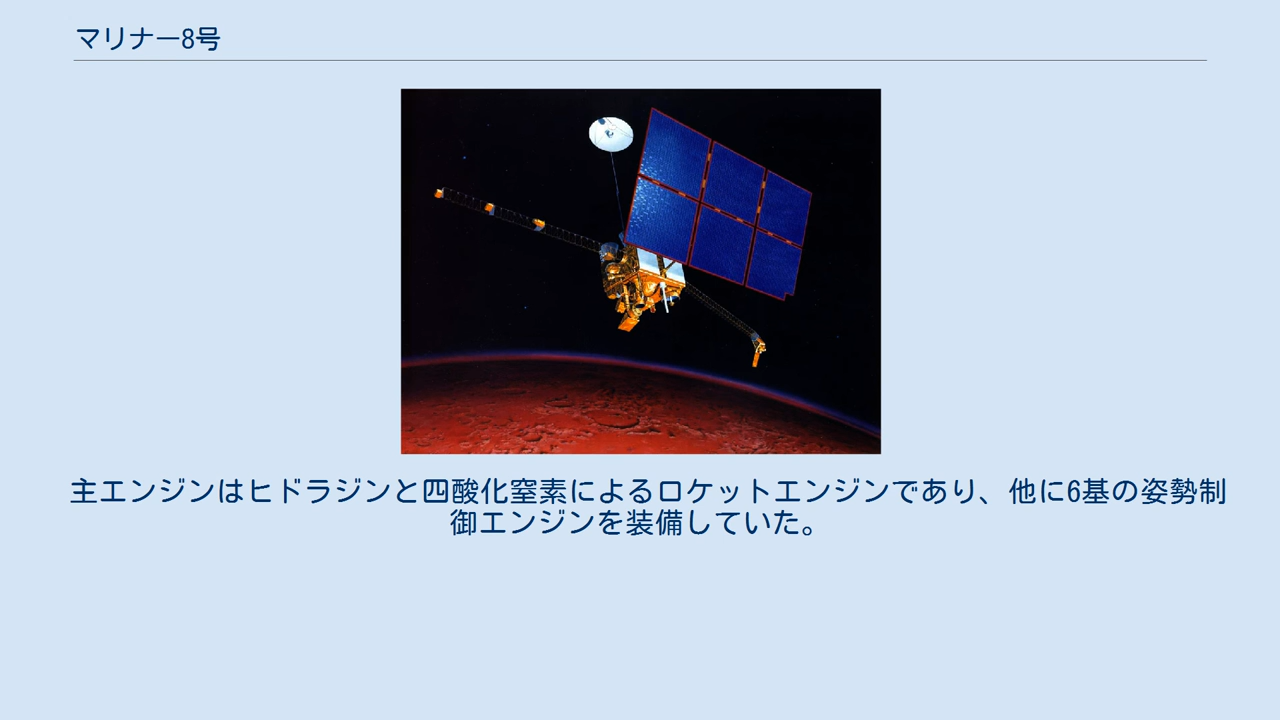 マリナー8号
主エンジンはヒドラジンと四酸化窒素によるロケットエンジンであり、他に6基の姿勢制
御エンジンを装備していた。